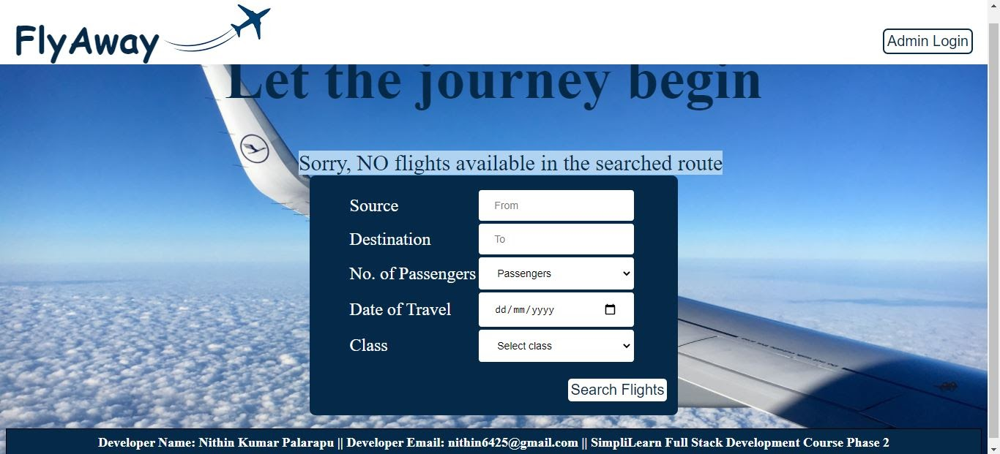 FlyAway
Admin Login
Let the journey begin
Sorry, NO flights available in the searched route
Source
From
Destination
To
No. of Passengers
Passengers
Date of Travel
dd/mm/yyyy
Class
Select class
Search Flights
Developer Name: Nithin Kumar Palarapu || Developer Email: nithin6425@gmail.com || SimpliLearn Full Stack Development Course Phase 2